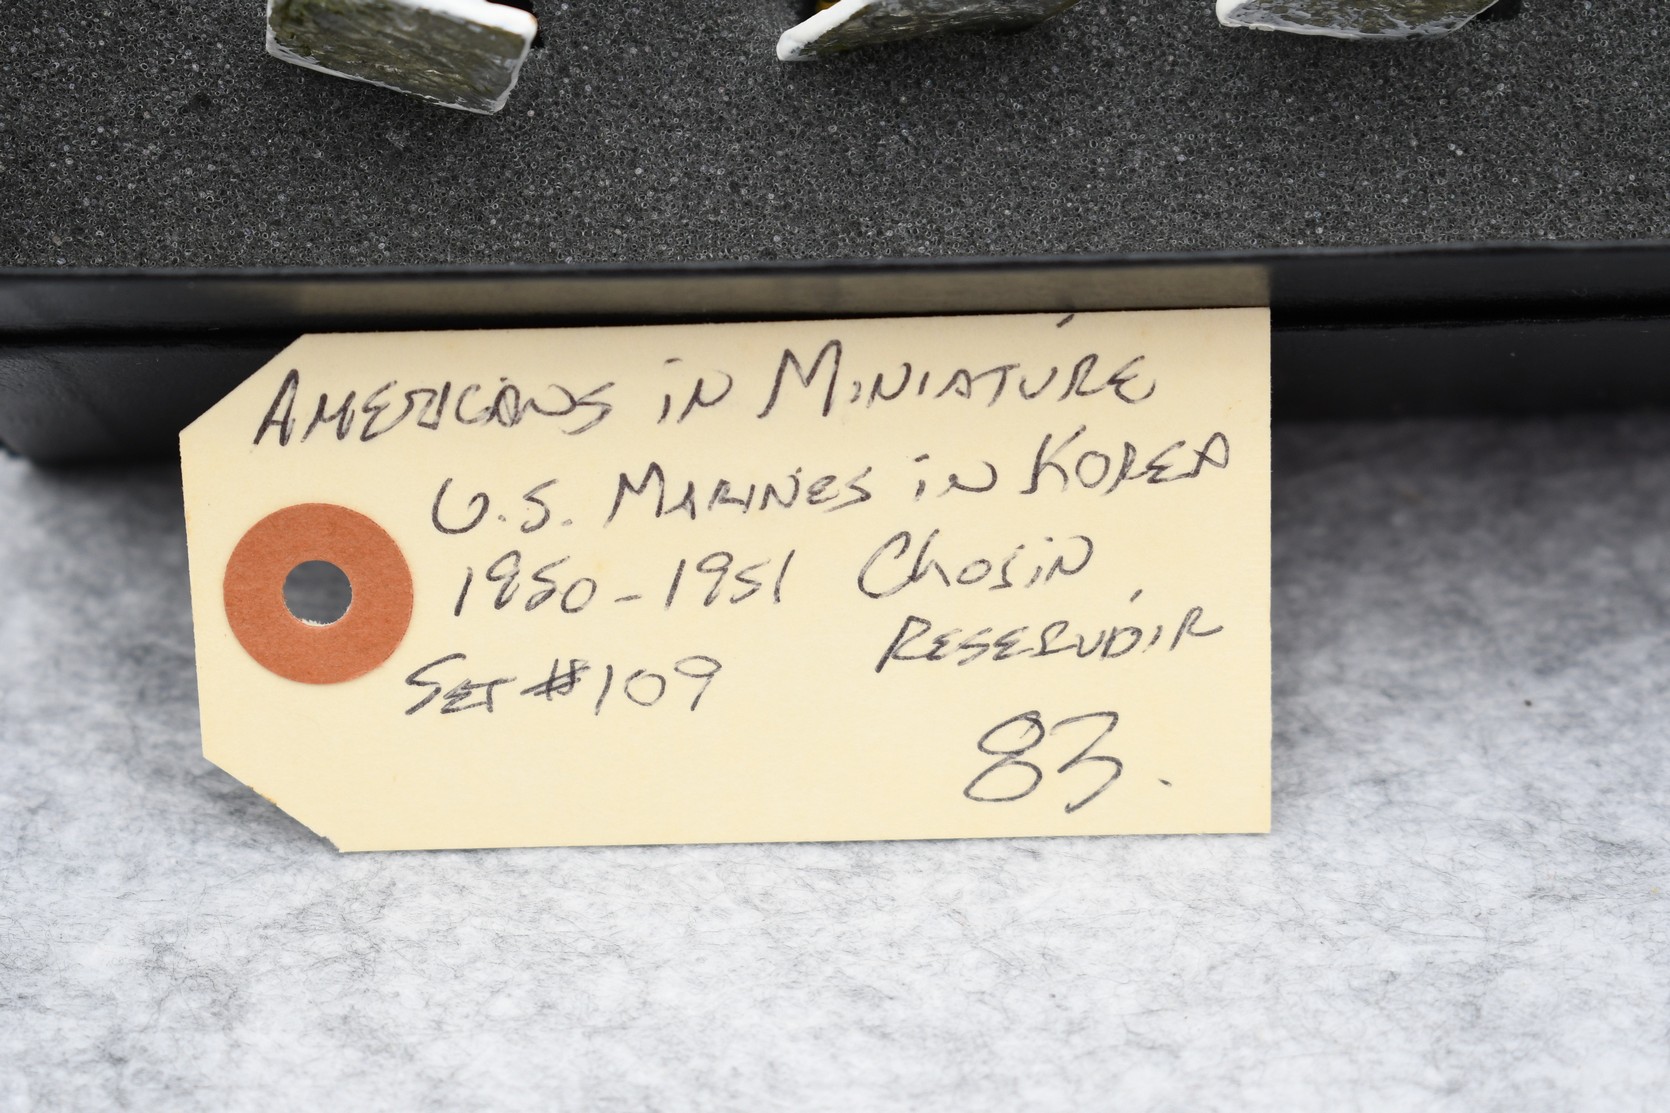 AMERICANS iN MINIATURE
U.S. MARINES iN KOREA
1950-1951 Chosin
RESERVOIR
SET #109
83.